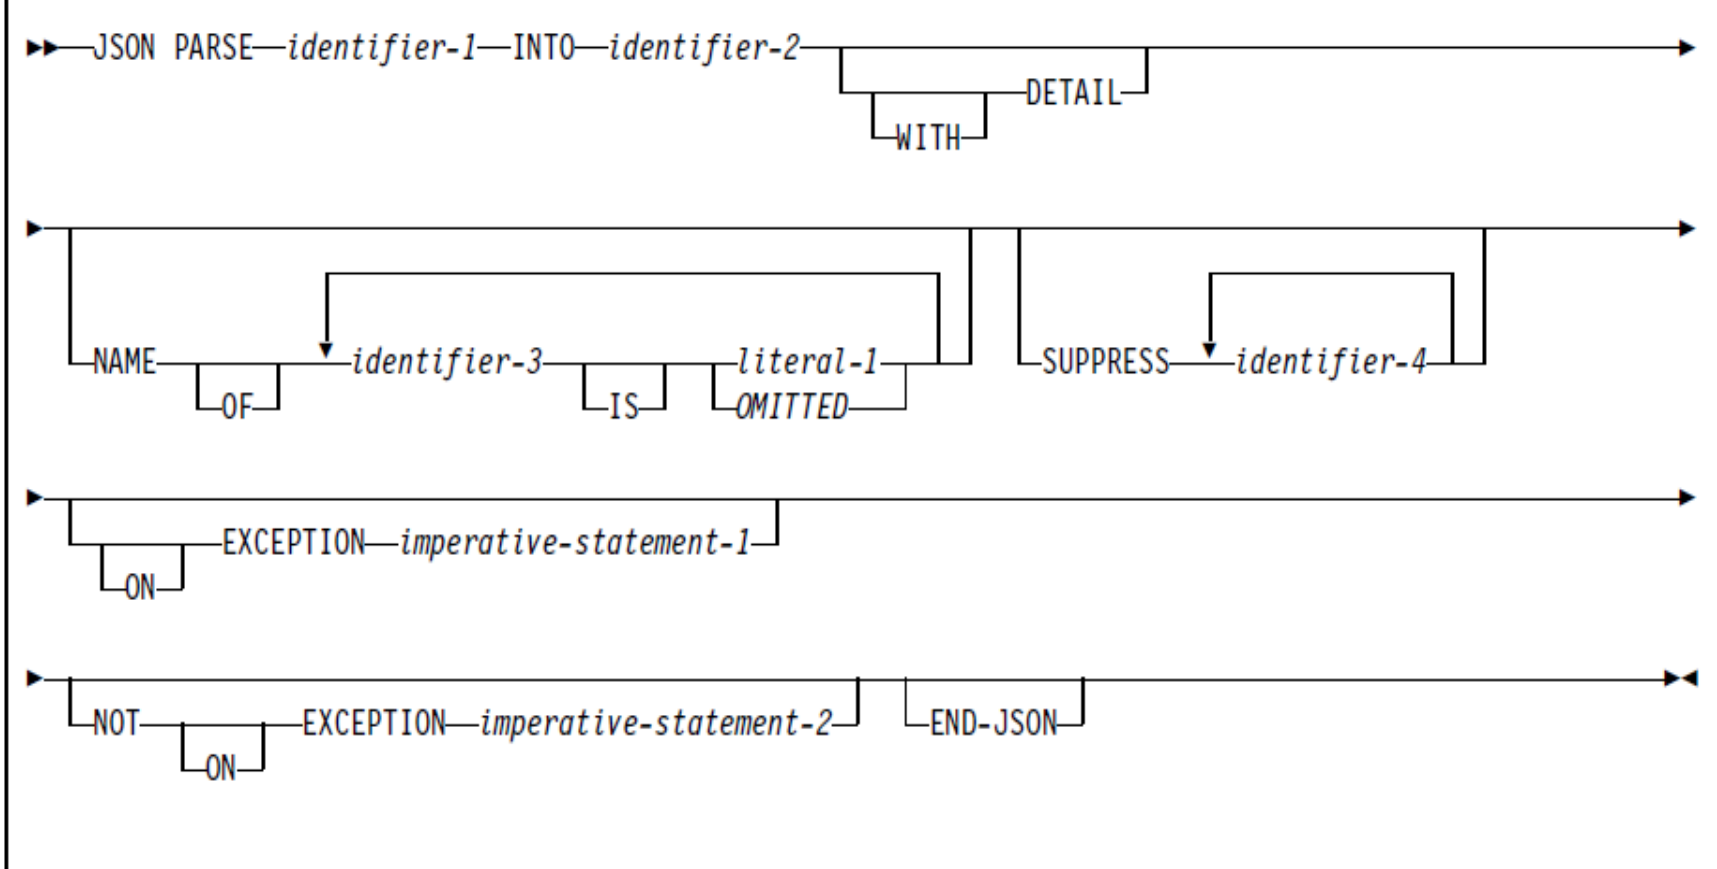 JSON PARSE identifier-1 INTO identifier-2
DETAIL
WITH
NAME identifier-3 literal-1 SUPPRESS identifier-4
OF IS OMITTED
EXCEPTION imperative-statement-1
ON
NOT EXCEPTION imperative-statement-2 END-JSON
ON